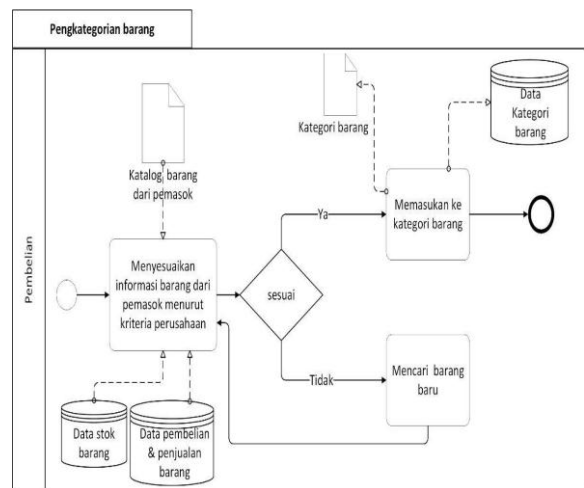 Pengkategorian barang
Pembelian
Katalog barang
dari pemasok
Kategori barang
Data
Kategori
barang
Menyesuaikan
informasi barang dari
pemasok menurut
kriteria perusahaan
sesuai
Ya
Memasukan ke
kategori barang
Tidak
Mencari barang
baru
Data stok
barang
Data pembelian
& penjualan
barang